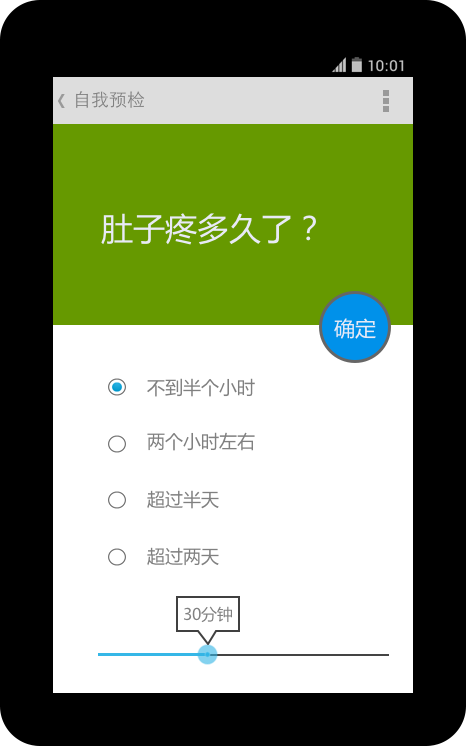 10:01
自我预检
肚子疼多久了？
确定
不到半个小时
两个小时左右
超过半天
超过两天
30分钟